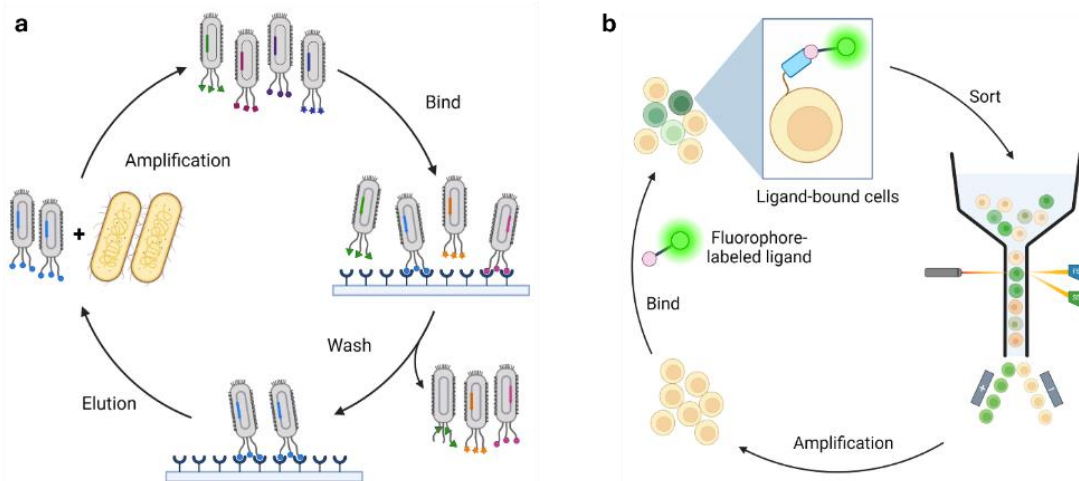 a
Bind
Amplification
+
Wash
Elution
b
Sort
Ligand-bound cells
Fluorophore-
labeled ligand
Bind
+
Amplification